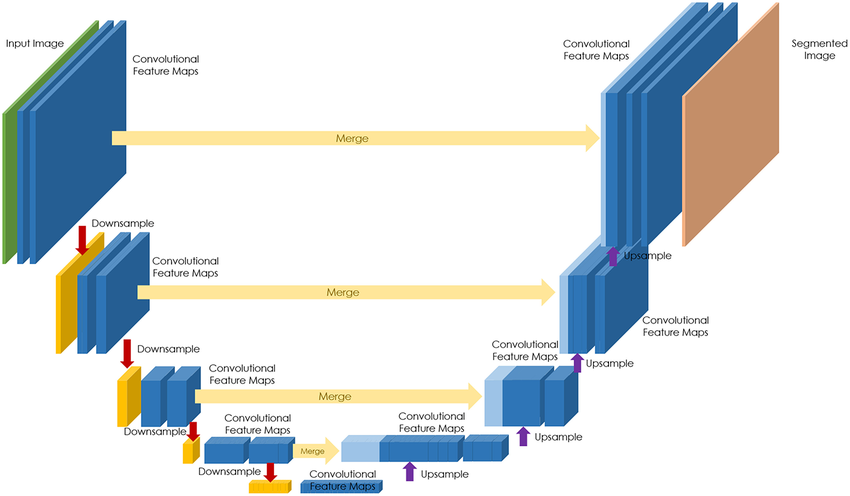 Input Image
Convolutional
Feature Maps
Convolutional
Feature Maps
Segmented
Image
Merge
Downsample
Upsample
Convolutional
Feature Maps
Merge
Convolutional
Feature Maps
Downsample
Convolutional
Feature Maps
Upsample
Convolutional
Feature Maps
Merge
Downsample
Convolutional
Feature Maps
Convolutional
Feature Maps
Upsample
Merge
Downsample
Convolutional
Feature Maps
Upsample